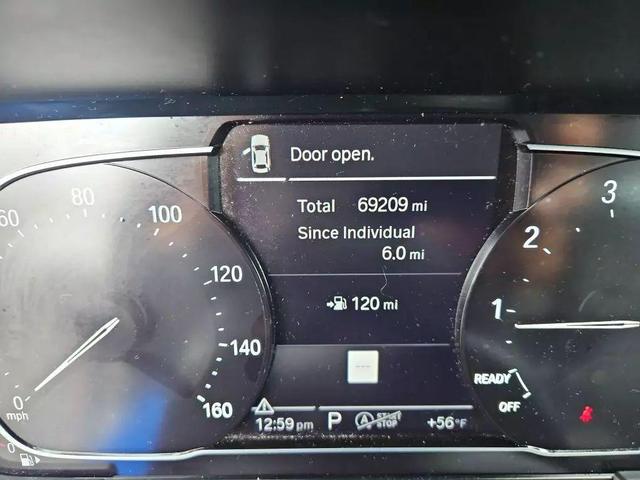 Door open.
Total 69209 mi
Since Individual
6.0 mi
120 mi
---
12:59 pm P A START STOP +56°F
60
80
100
120
140
160
0
mph
0
3
2
1
READY
OFF